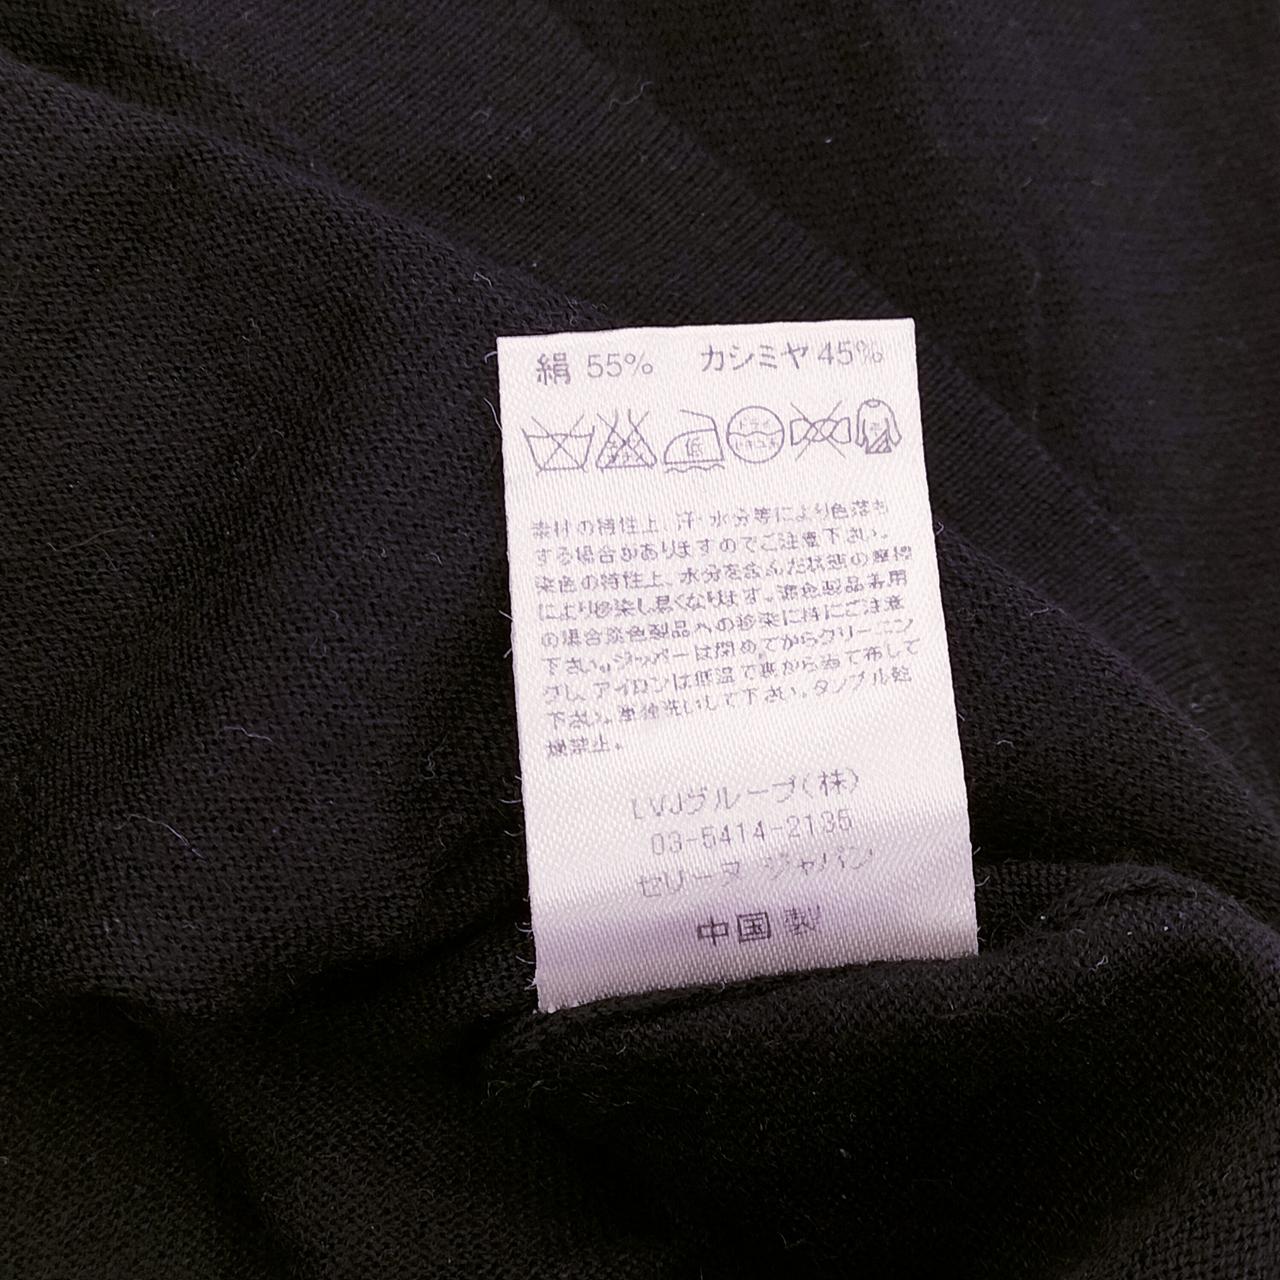 絹 55% カシミヤ 45%
低
素材の特性上、汗・水分等により色落ち
する場合がありますのでご注意下さい。
染色の特性上、水分を含んだ状態の摩擦
により移染し易くなります。濃色製品着用
の場合淡色製品への移染に特にご注意
下さい。ジッパーは閉めてからクリーニン
グし、アイロンは低温で裏から当て布して
下さい。単独洗いして下さい。タンブル乾
燥禁止。
LVJグループ(株)
03-5414-2135
セリーヌ ジャパン
中国製